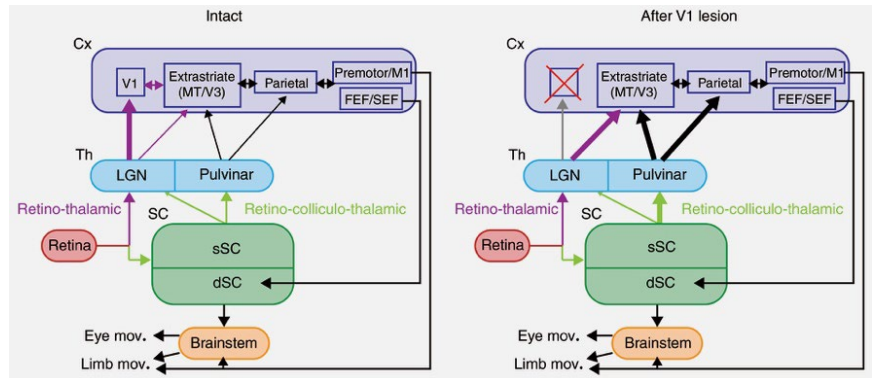 Intact
Cx
V1
Extrastriate
(MT/V3)
Parietal
Premotor/M1
FEF/SEF
Th
LGN
Pulvinar
Retino-thalamic
SC
Retino-colliculo-thalamic
Retina
sSC
dSC
Eye mov.
Brainstem
Limb mov.
After V1 lesion
Cx
Extrastriate
(MT/V3)
Parietal
Premotor/M1
FEF/SEF
Th
LGN
Pulvinar
Retino-thalamic
SC
Retino-colliculo-thalamic
Retina
sSC
dSC
Eye mov.
Brainstem
Limb mov.